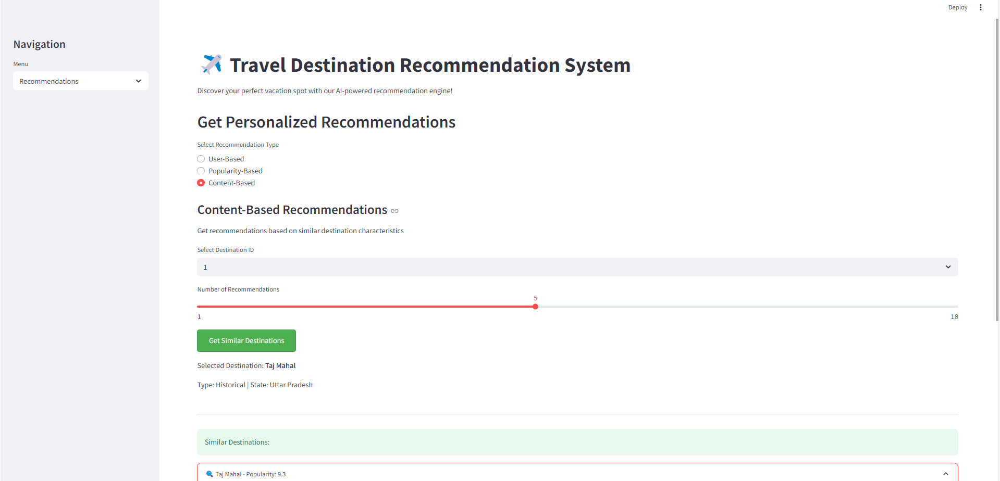 Deploy
Navigation
Menu
Recommendations
Travel Destination Recommendation System
Discover your perfect vacation spot with our AI-powered recommendation engine!
Get Personalized Recommendations
Select Recommendation Type
User-Based
Popularity-Based
Content-Based
Content-Based Recommendations
Get recommendations based on similar destination characteristics
Select Destination ID
1
Number of Recommendations
5
1 10
Get Similar Destinations
Selected Destination: Taj Mahal
Type: Historical | State: Uttar Pradesh
Similar Destinations:
Taj Mahal - Popularity: 9.3